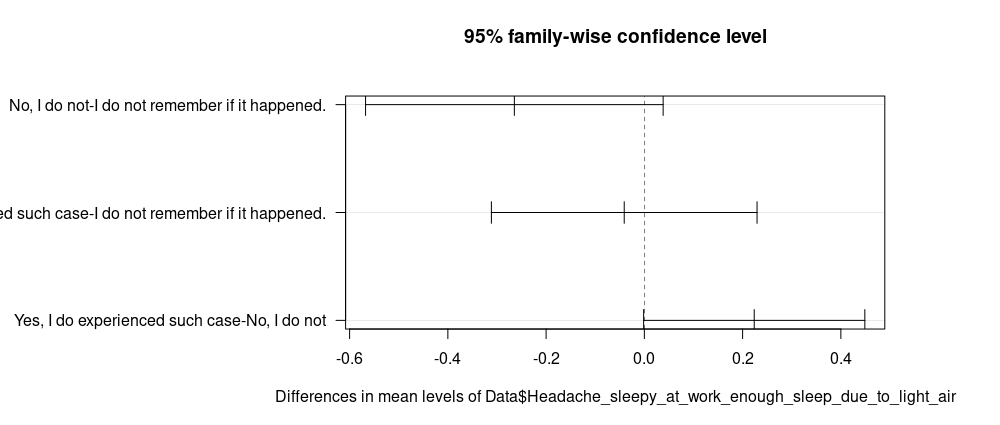 95% family-wise confidence level
No, I do not-I do not remember if it happened.
such case-I do not remember if it happened.
Yes, I do experienced such case-No, I do not
-0.6 -0.4 -0.2 0.0 0.2 0.4
Differences in mean levels of Data$Headache_sleepy_at_work_enough_sleep_due_to_light_air